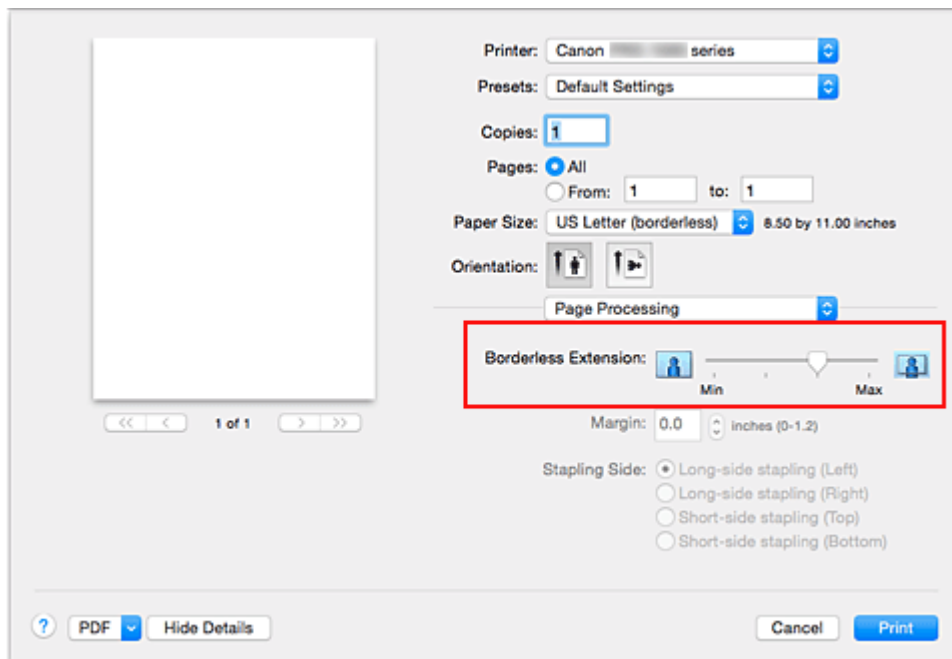 Printer: Canon series
Presets: Default Settings
Copies: 1
Pages: All
From: 1 to: 1
Paper Size: US Letter (borderless) 8.50 by 11.00 inches
Orientation:
Page Processing
Borderless Extension:
Min Max
<< < 1 of 1 > >>
Margin: 0.0 inches (0-1.2)
Stapling Side: Long-side stapling (Left)
Long-side stapling (Right)
Short-side stapling (Top)
Short-side stapling (Bottom)
? PDF Hide Details Cancel Print